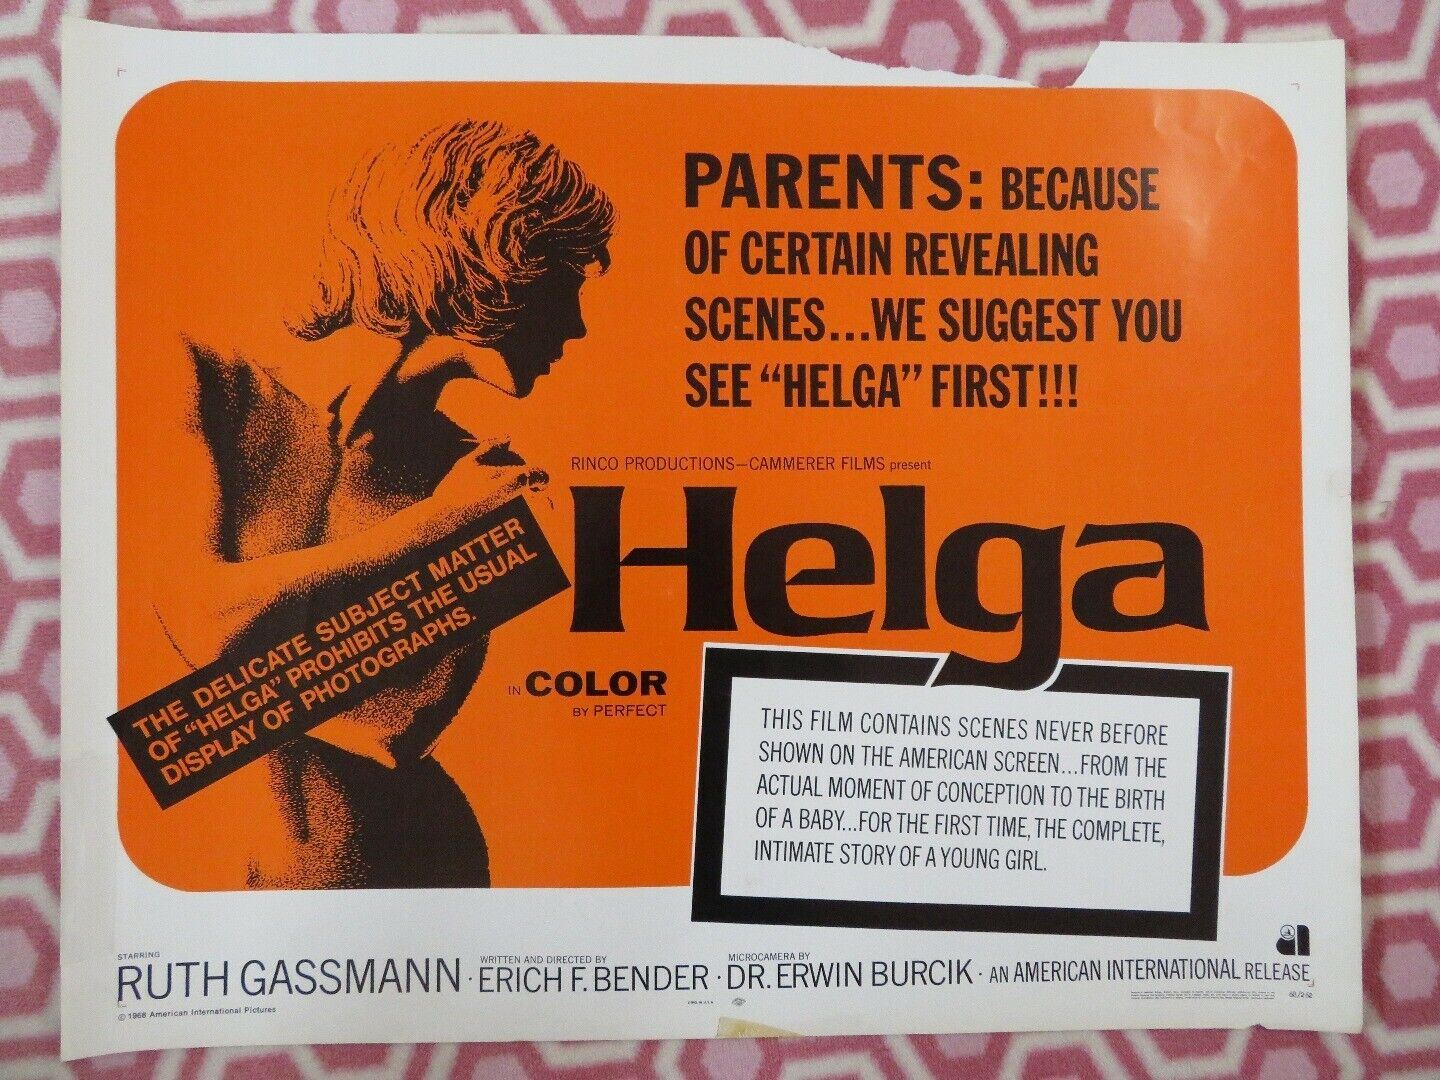 PARENTS: BECAUSE
OF CERTAIN REVEALING
SCENES...WE SUGGEST YOU
SEE "HELGA" FIRST!!!
RINCO PRODUCTIONS–CAMMERER FILMS present
Helga
THE DELICATE SUBJECT MATTER
OF "HELGA" PROHIBITS THE USUAL
DISPLAY OF PHOTOGRAPHS.
IN COLOR
BY PERFECT
THIS FILM CONTAINS SCENES NEVER BEFORE
SHOWN ON THE AMERICAN SCREEN...FROM THE
ACTUAL MOMENT OF CONCEPTION TO THE BIRTH
OF A BABY...FOR THE FIRST TIME, THE COMPLETE,
INTIMATE STORY OF A YOUNG GIRL.
STARRING
RUTH GASSMANN · WRITTEN AND DIRECTED BY ERICH F. BENDER · MICROCAMERA BY DR. ERWIN BURCIK · AN AMERICAN INTERNATIONAL RELEASE
© 1968 American International Pictures
68/252